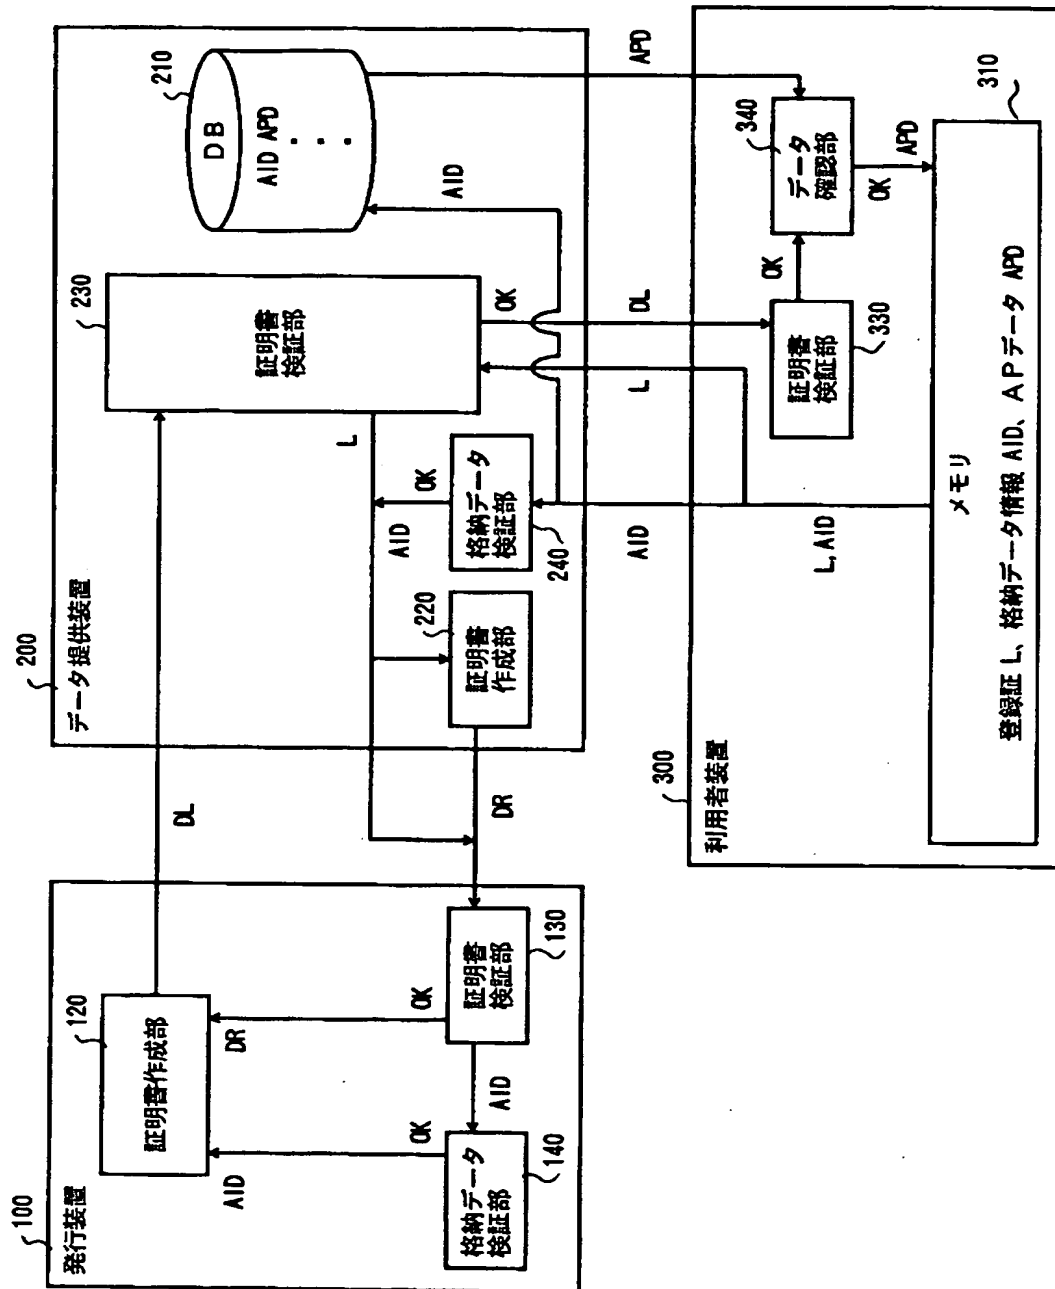 100
発行装置
120
証明書作成部
AID
OK
DR
OK
格納データ
検証部
140
AID
証明書
検証部
130
DL
DR
200
データ提供装置
230
証明書
検証部
210
DB
AID APD
L
AID
OK
格納データ
検証部
240
220
証明書
作成部
OK
AID
AID
L
DL
APD
300
利用者装置
L,AID
証明書
検証部
330
OK
340
データ
確認部
OK
APD
310
メモリ
登録証 L、格納データ情報 AID、APデータ APD